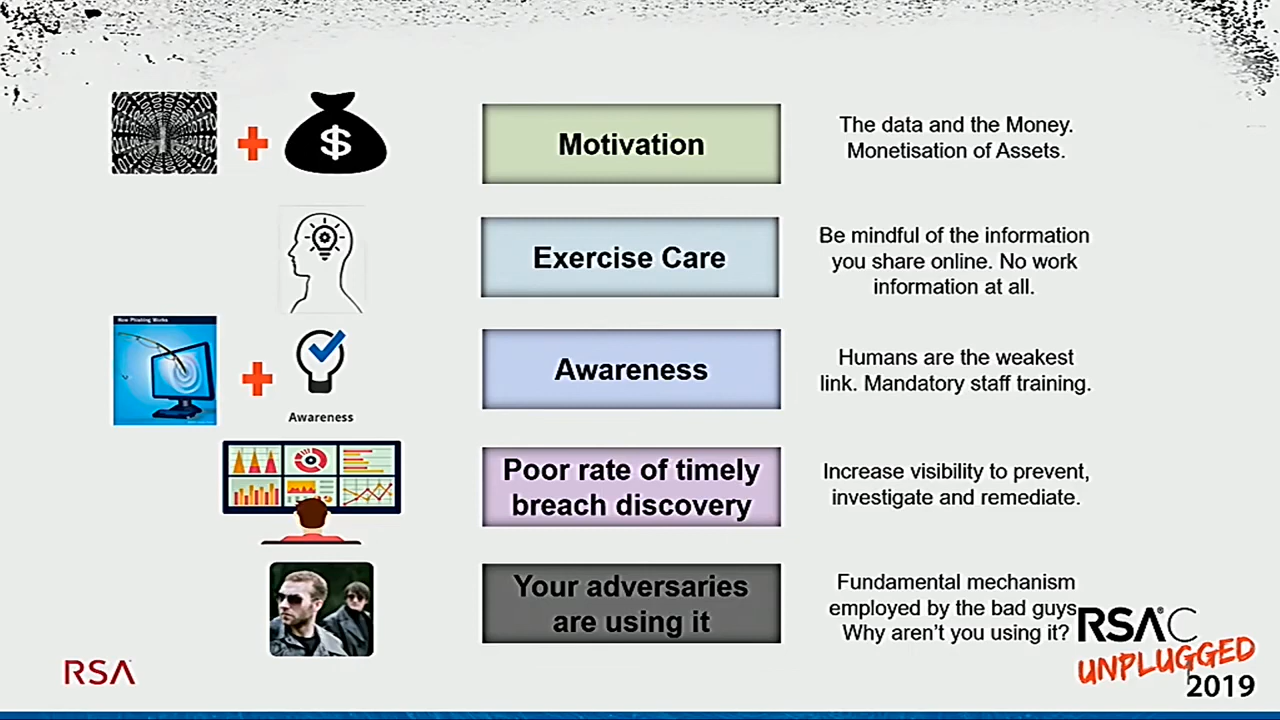 Motivation
The data and the Money.
Monetisation of Assets.
Exercise Care
Be mindful of the information
you share online. No work
information at all.
How Phishing Works
Awareness
Awareness
Humans are the weakest
link. Mandatory staff training.
Poor rate of timely
breach discovery
Increase visibility to prevent,
investigate and remediate.
Your adversaries
are using it
Fundamental mechanism
employed by the bad guys.
Why aren't you using it?
RSA
RSAC
UNPLUGGED
2019